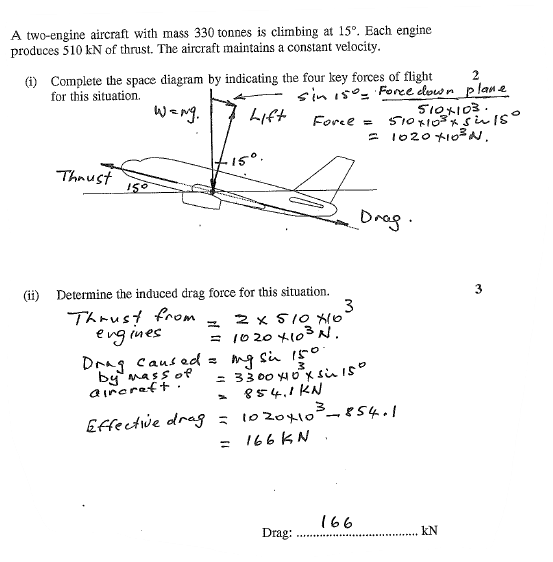 A two-engine aircraft with mass 330 tonnes is climbing at 15°. Each engine
produces 510 kN of thrust. The aircraft maintains a constant velocity.
(i) Complete the space diagram by indicating the four key forces of flight 2
for this situation.
sin 15° = Force down plane
510×103.
Force = 510×10³ × sin 15°
= 1020×10³N.
W=mg.
Lift
15°.
Thrust
15°
Drag.
(ii) Determine the induced drag force for this situation. 3
Thrust from = 2 × 510 ×10³
engines = 1020×10³ N.
Drag caused = mg sin 15°
by mass of = 3300×10³ × sin 15°
aircraft. = 854.1 KN
Effective drag = 1020×10³ – 854.1
= 166 KN.
Drag: 166 kN